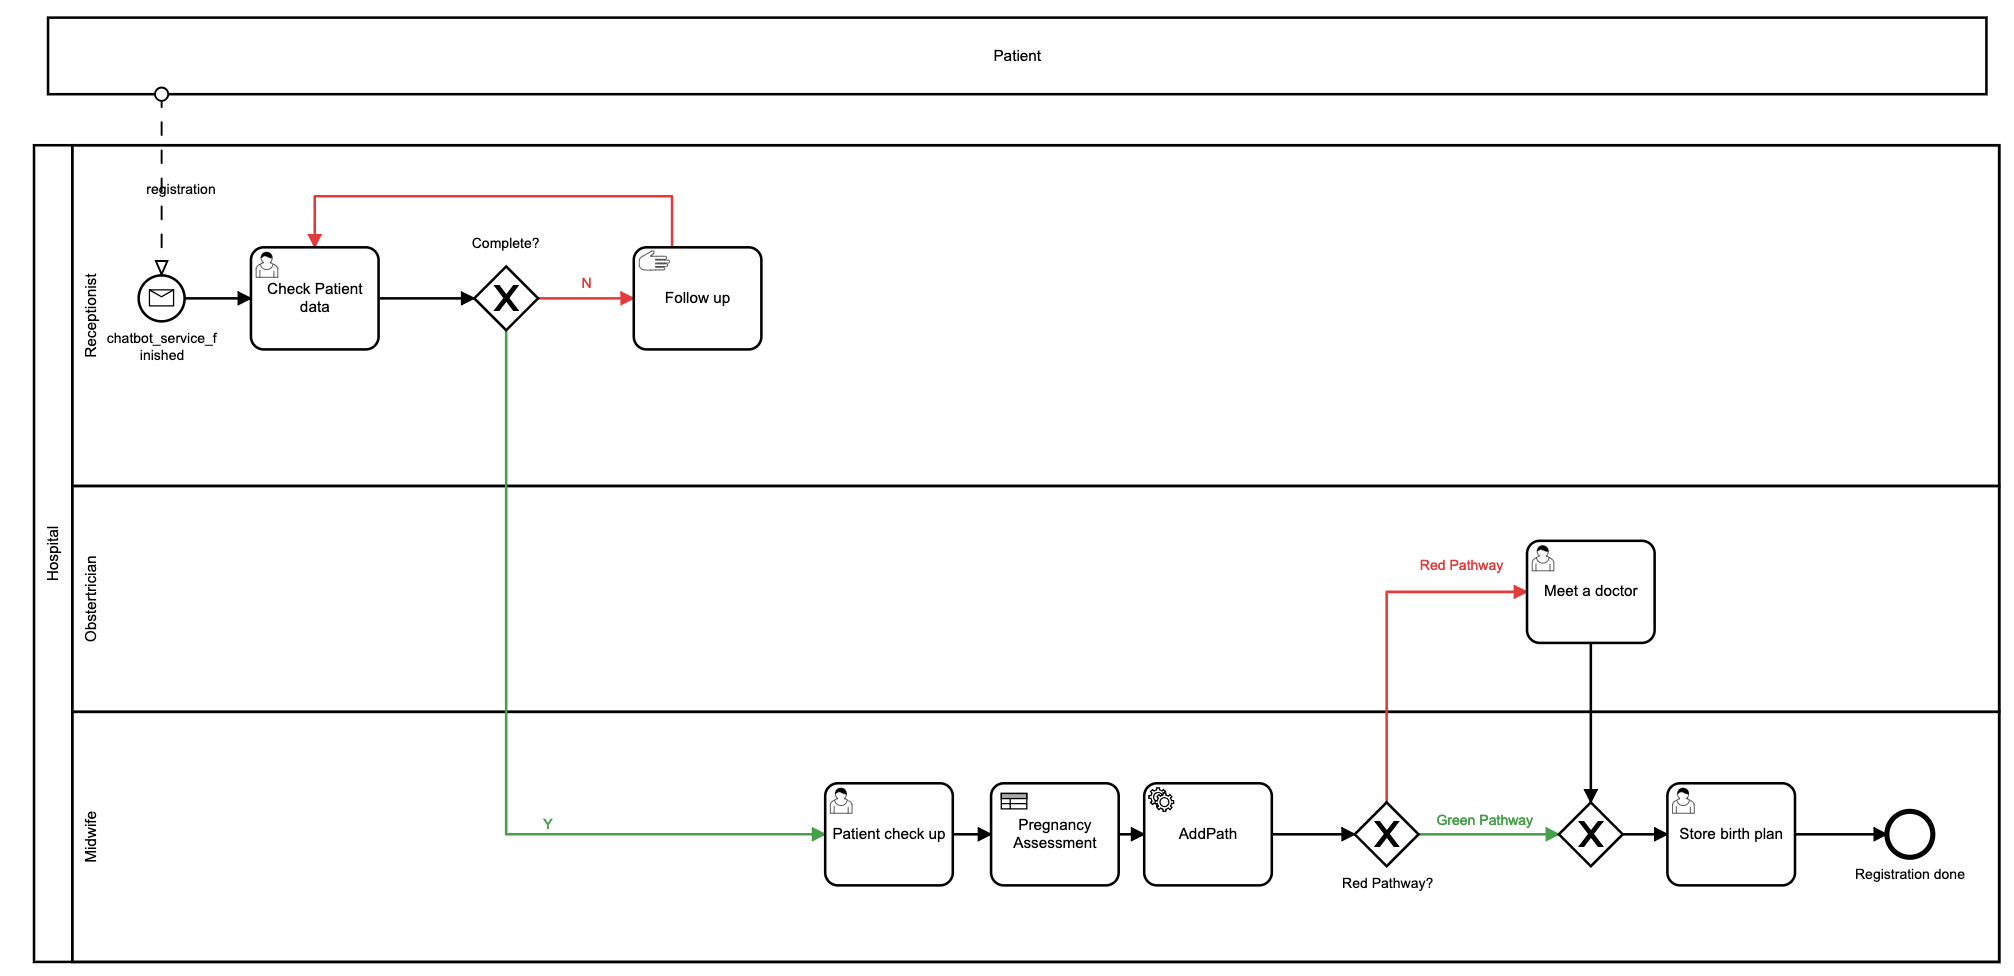 Patient
registration
Complete?
N
Check Patient
data
Follow up
chatbot_service_f
inished
Receptionist
Hospital
Obstertrician
Red Pathway
Meet a doctor
Midwife
Y
Patient check up
Pregnancy
Assessment
AddPath
Red Pathway?
Green Pathway
Store birth plan
Registration done